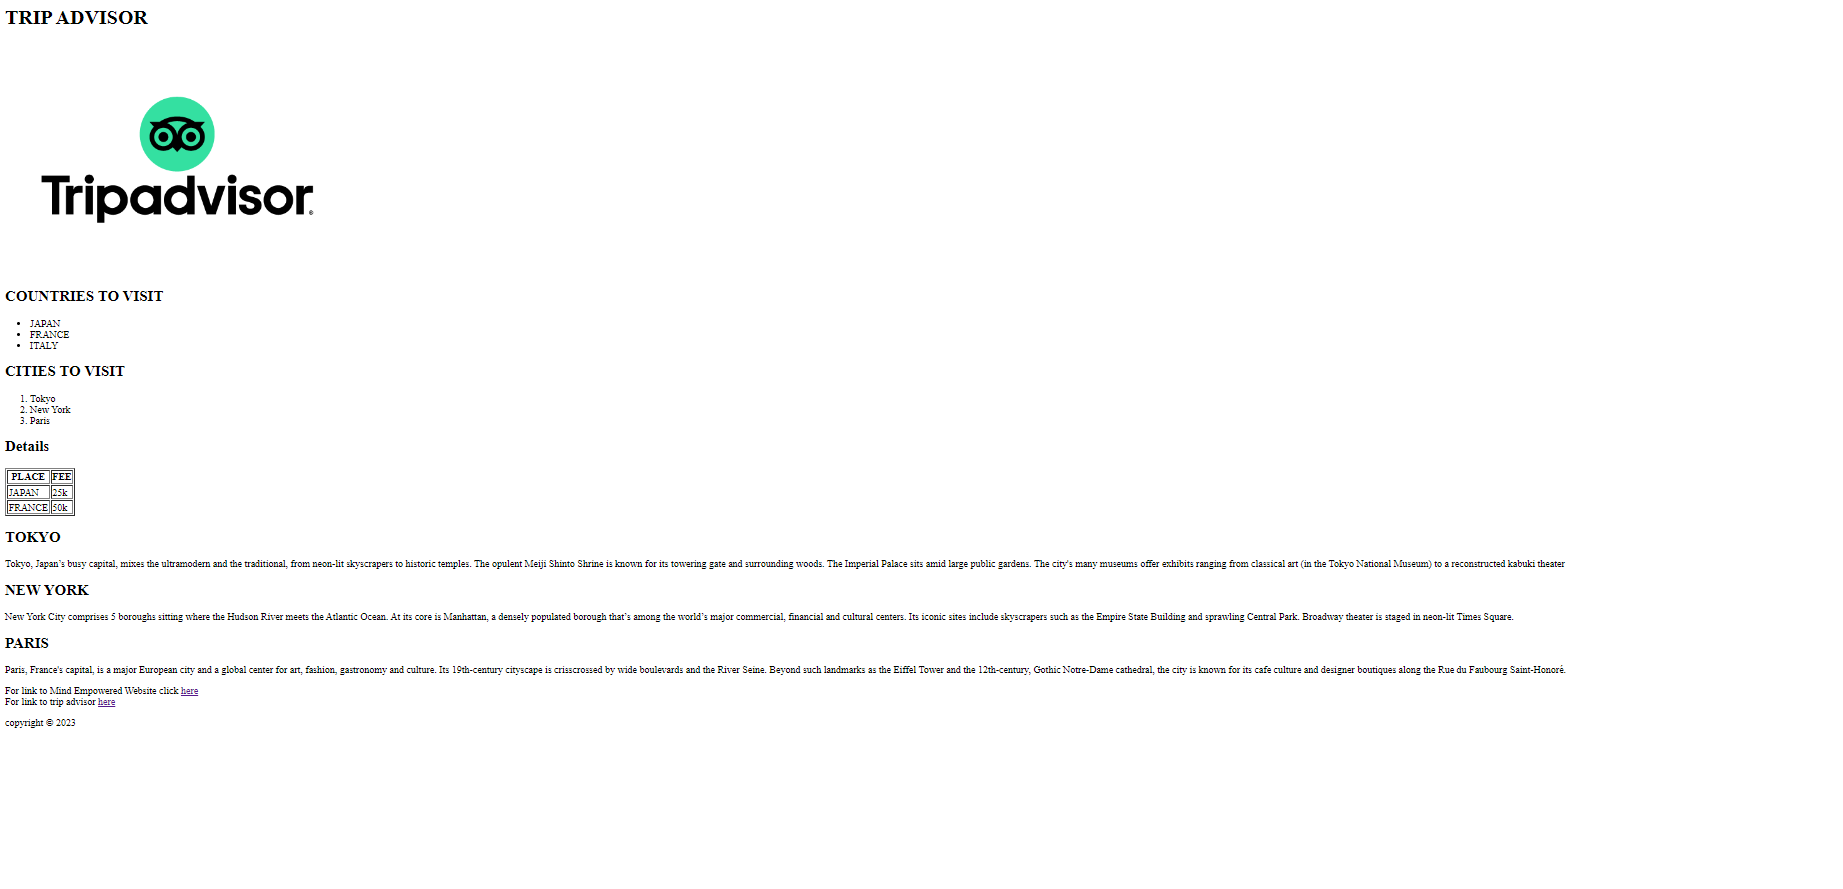 TRIP ADVISOR
Tripadvisor®
COUNTRIES TO VISIT
• JAPAN
• FRANCE
• ITALY
CITIES TO VISIT
1. Tokyo
2. New York
3. Paris
Details
PLACE FEE
JAPAN 25k
FRANCE 50k
TOKYO
Tokyo, Japan’s busy capital, mixes the ultramodern and the traditional, from neon-lit skyscrapers to historic temples. The opulent Meiji Shinto Shrine is known for its towering gate and surrounding woods. The Imperial Palace sits amid large public gardens. The city's many museums offer exhibits ranging from classical art (in the Tokyo National Museum) to a reconstructed kabuki theater
NEW YORK
New York City comprises 5 boroughs sitting where the Hudson River meets the Atlantic Ocean. At its core is Manhattan, a densely populated borough that’s among the world’s major commercial, financial and cultural centers. Its iconic sites include skyscrapers such as the Empire State Building and sprawling Central Park. Broadway theater is staged in neon-lit Times Square.
PARIS
Paris, France's capital, is a major European city and a global center for art, fashion, gastronomy and culture. Its 19th-century cityscape is crisscrossed by wide boulevards and the River Seine. Beyond such landmarks as the Eiffel Tower and the 12th-century, Gothic Notre-Dame cathedral, the city is known for its cafe culture and designer boutiques along the Rue du Faubourg Saint-Honoré.
For link to Mind Empowered Website click here
For link to trip advisor here
copyright © 2023